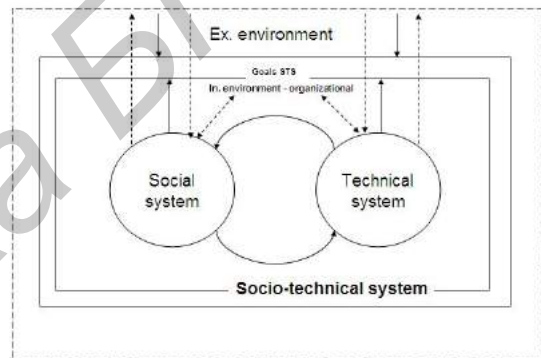 Ex. environment
Goals STS
In. environment - organizational
Social
system
Technical
system
Socio-technical system